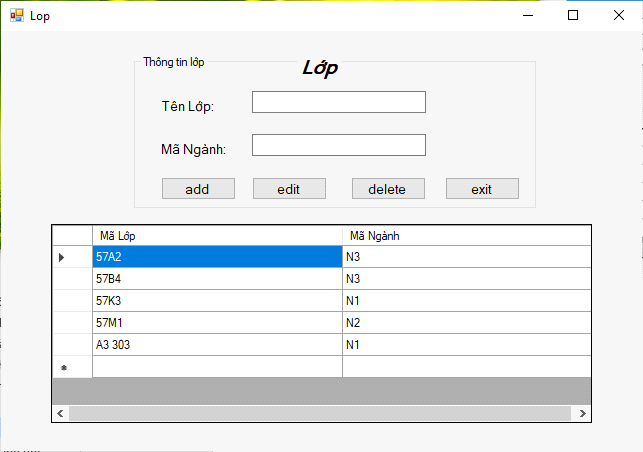 Lop
Thông tin lớp
Lớp
Tên Lớp:
Mã Ngành:
add edit delete exit
Mã Lớp Mã Ngành
57A2 N3
57B4 N3
57K3 N1
57M1 N2
A3 303 N1